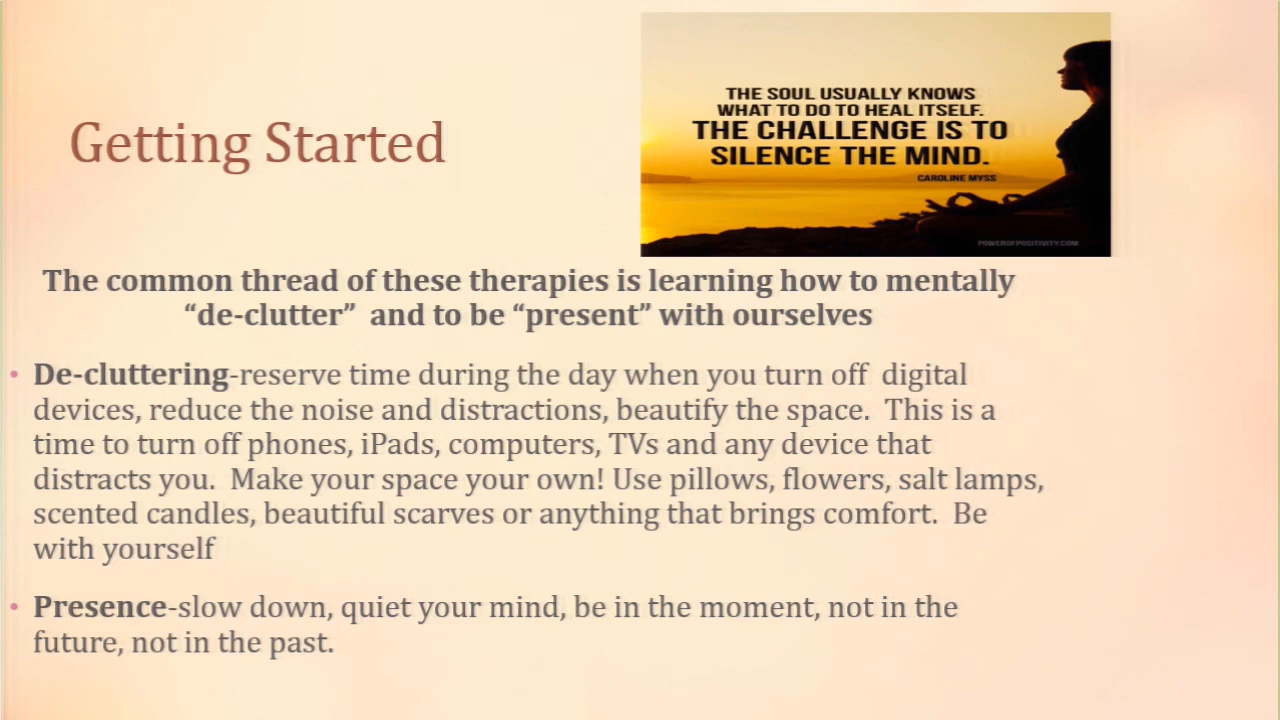 THE SOUL USUALLY KNOWS
WHAT TO DO TO HEAL ITSELF.
THE CHALLENGE IS TO
SILENCE THE MIND.
CAROLINE MYSS
POWEROFPOSITIVITY.COM
Getting Started
The common thread of these therapies is learning how to mentally
“de-clutter”  and to be “present” with ourselves
• De-cluttering-reserve time during the day when you turn off  digital
devices, reduce the noise and distractions, beautify the space.  This is a
time to turn off phones, iPads, computers, TVs and any device that
distracts you.  Make your space your own! Use pillows, flowers, salt lamps,
scented candles, beautiful scarves or anything that brings comfort.  Be
with yourself
• Presence-slow down, quiet your mind, be in the moment, not in the
future, not in the past.